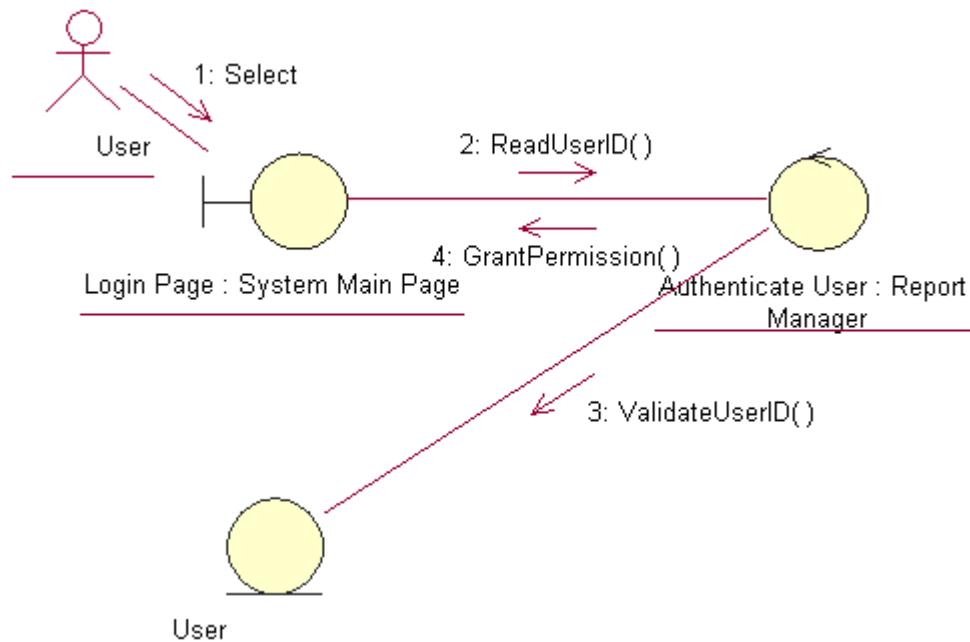 1: Select
User
2: ReadUserID( )
4: GrantPermission( )
Login Page : System Main Page
Authenticate User : Report
Manager
3: ValidateUserID( )
User